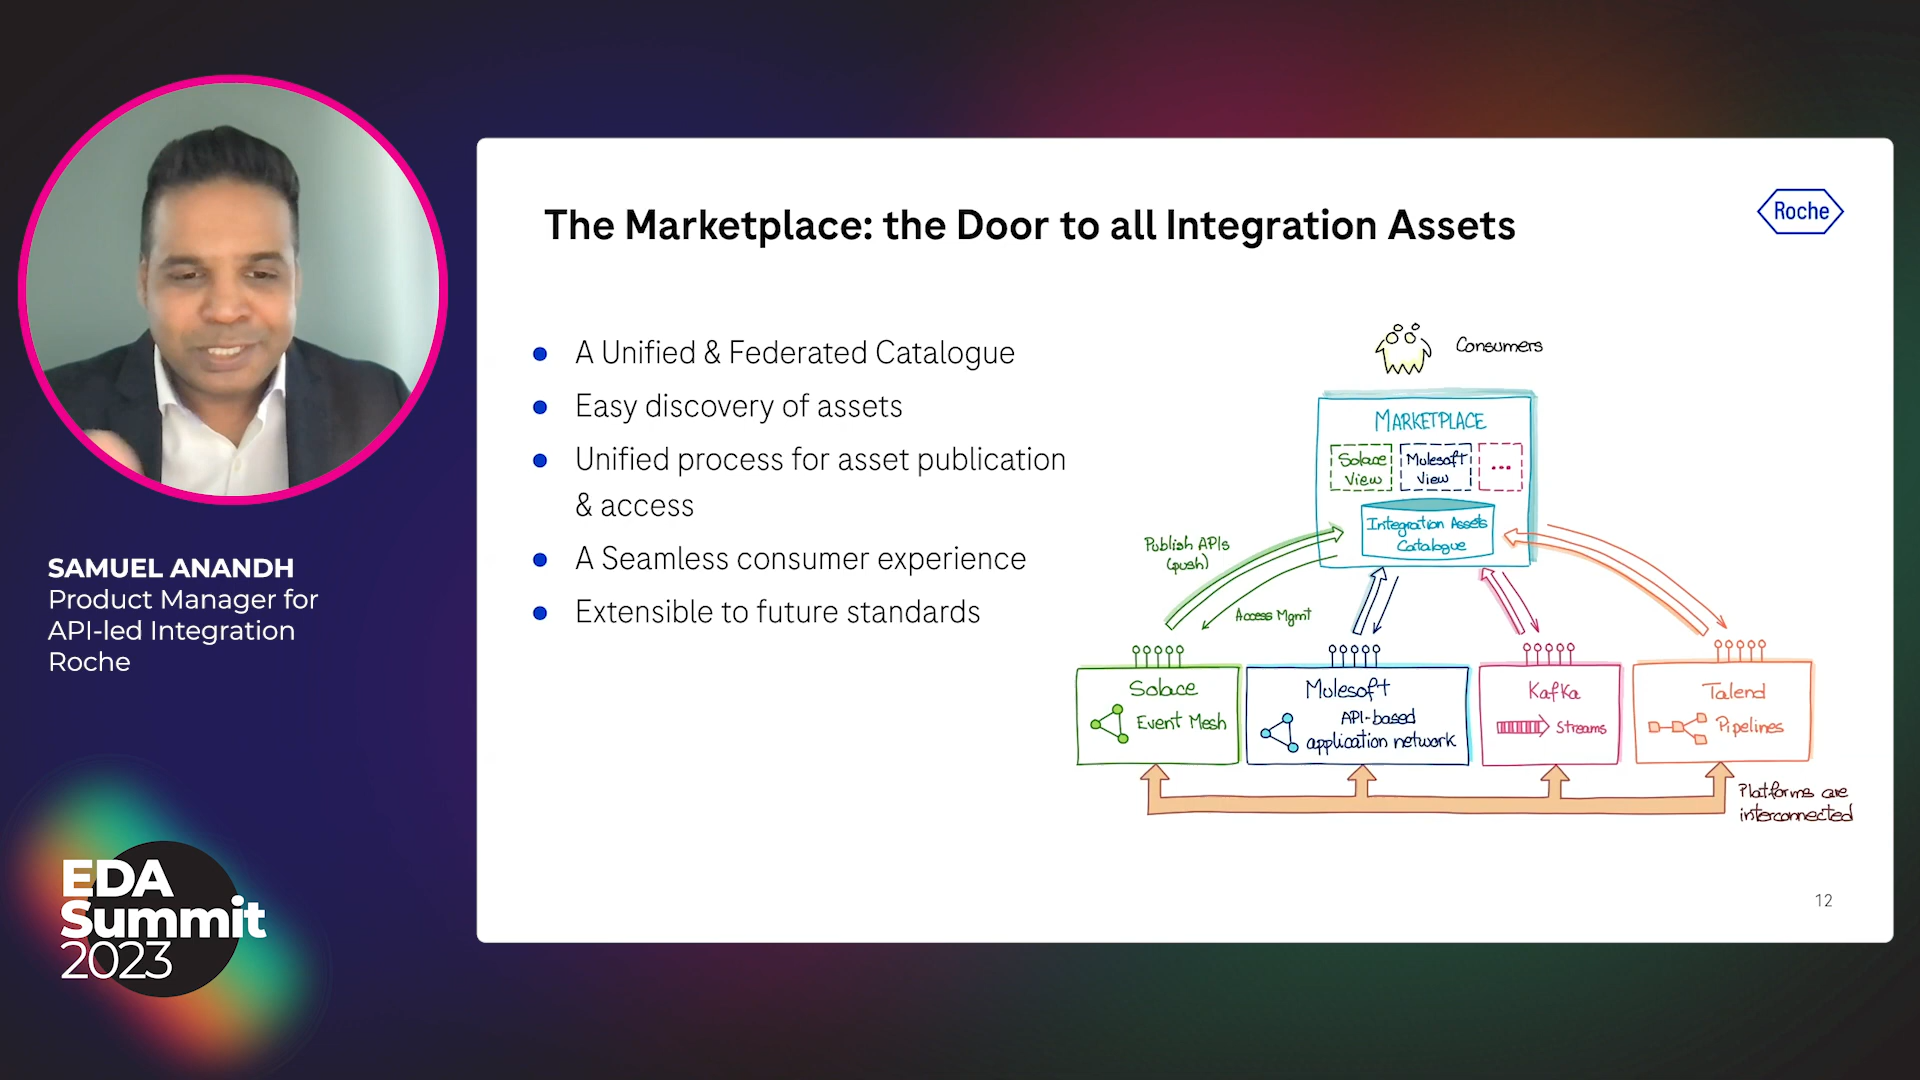 SAMUEL ANANDH
Product Manager for
API-led Integration
Roche
EDA
Summit
2023
The Marketplace: the Door to all Integration Assets
Roche
A Unified & Federated Catalogue
Easy discovery of assets
Unified process for asset publication
& access
A Seamless consumer experience
Extensible to future standards
Consumers
MARKETPLACE
Solace
View
Mulesoft
View
...
Integration Assets
Catalogue
Publish APIs
(push)
Access Mgmt
Solace
Event Mesh
Mulesoft
API-based
application network
Kafka
Streams
Talend
Pipelines
Platforms are
interconnected
12